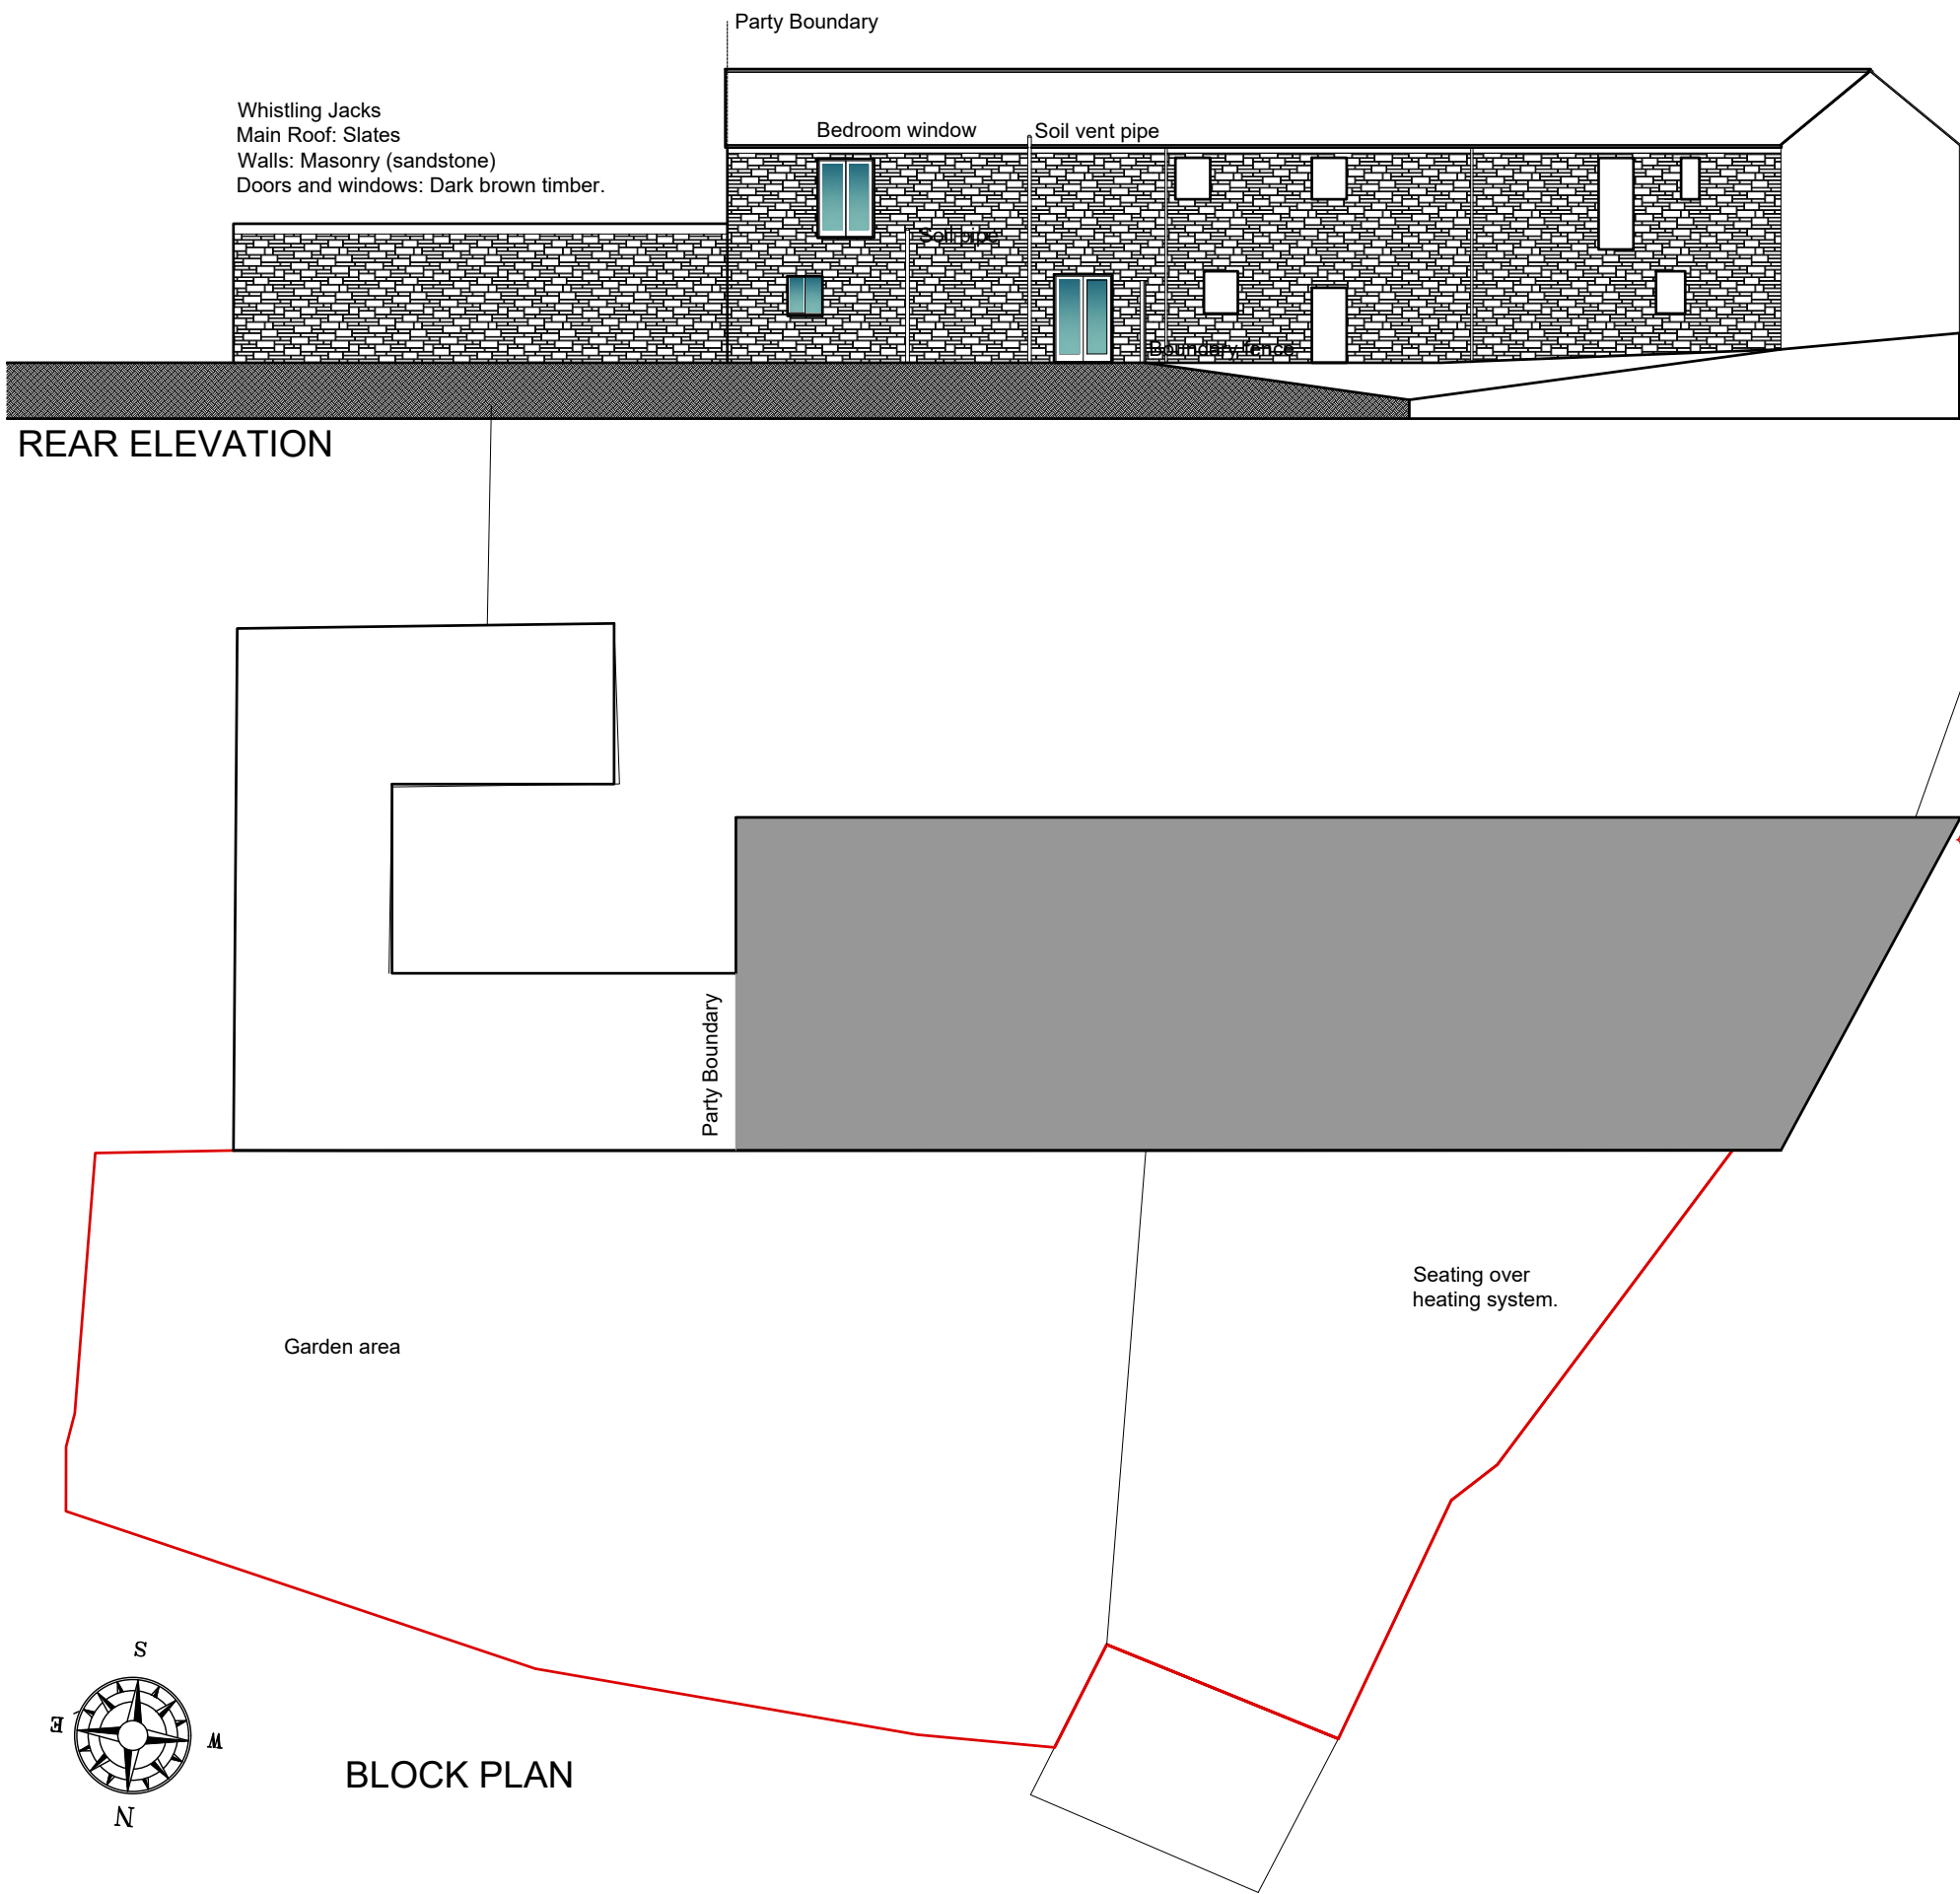 Party Boundary
Whistling Jacks
Main Roof: Slates
Walls: Masonry (sandstone)
Doors and windows: Dark brown timber.
Bedroom window
Soil vent pipe
Soil pipe
Boundary fence
REAR ELEVATION
Party Boundary
Seating over
heating system.
Garden area
S
E
W
N
BLOCK PLAN